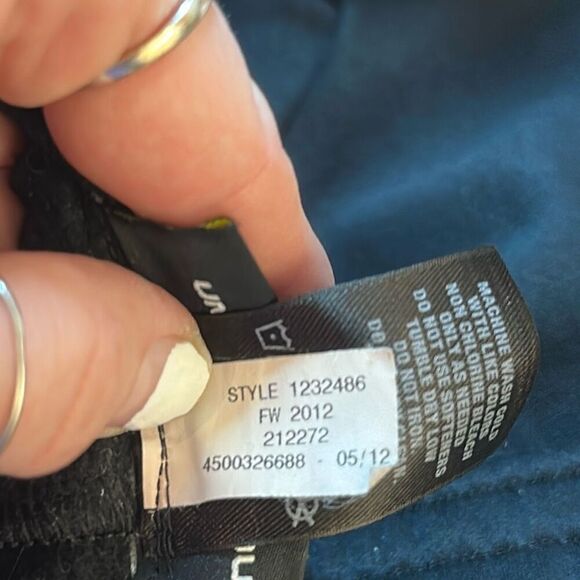 STYLE 1232486
FW 2012
212272
4500326688 - 05/12
MACHINE WASH COLD
WITH LIKE COLORS
NON CHLORINE BLEACH
ONLY AS NEEDED
DO NOT USE SOFTENERS
TUMBLE DRY LOW
DO NOT IRON